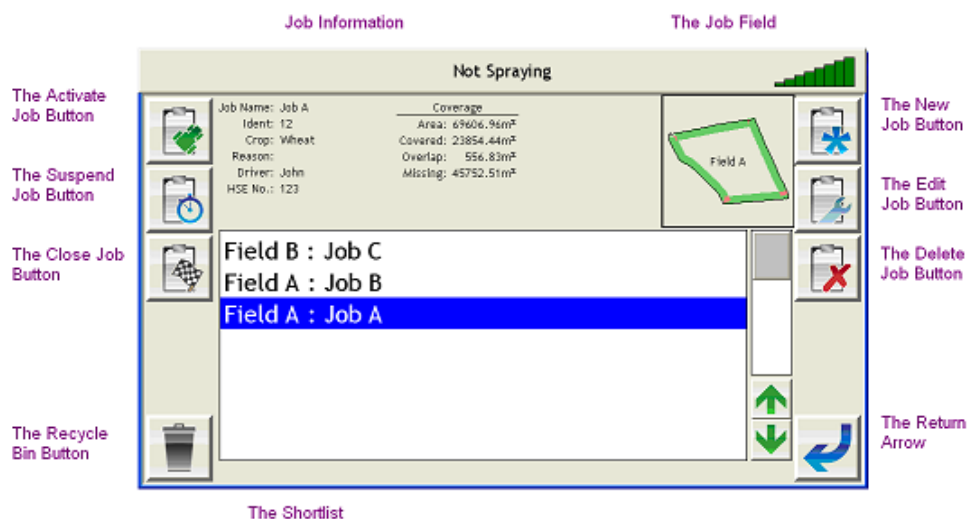 Job Information
The Job Field
Not Spraying
The Activate
Job Button
The Suspend
Job Button
The Close Job
Button
The Recycle
Bin Button
Job Name: Job A
Ident: 12
Crop: Wheat
Reason:
Driver: John
HSE No.: 123
Coverage
Area: 69606.96m²
Covered: 23854.44m²
Overlap: 556.83m²
Missing: 45752.51m²
Field A
Field B : Job C
Field A : Job B
Field A : Job A
The New
Job Button
The Edit
Job Button
The Delete
Job Button
The Return
Arrow
The Shortlist